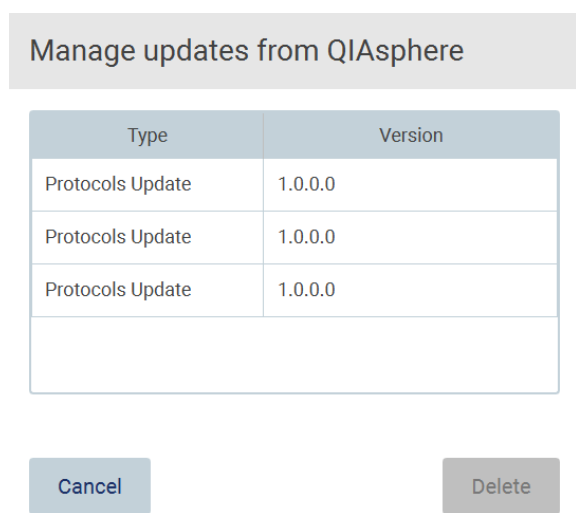 Manage updates from QIAsphere
Type Version
Protocols Update 1.0.0.0
Protocols Update 1.0.0.0
Protocols Update 1.0.0.0
Cancel Delete